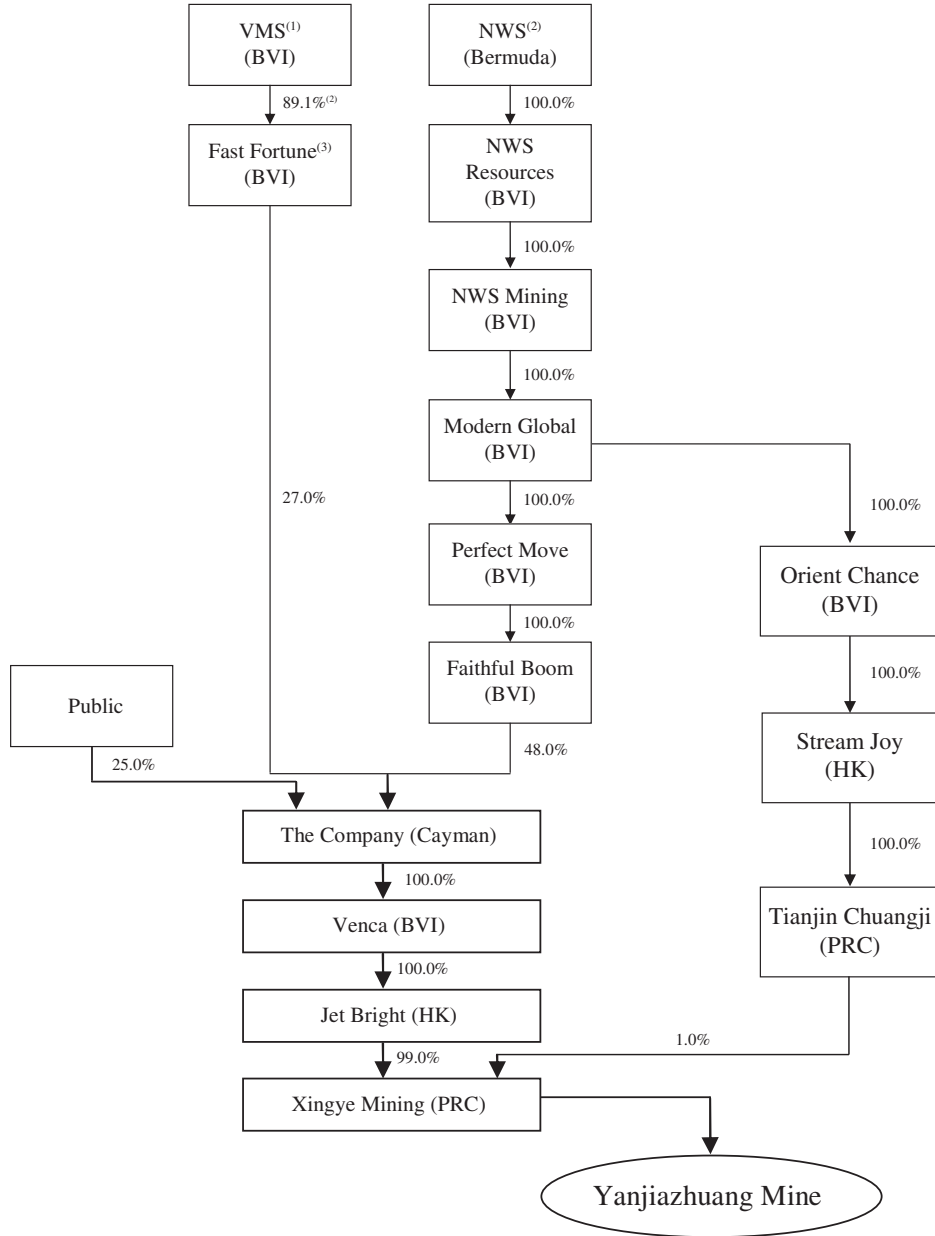 VMS(1)
(BVI)
NWS(2)
(Bermuda)
89.1%(2)
100.0%
Fast Fortune(3)
(BVI)
NWS
Resources
(BVI)
100.0%
NWS Mining
(BVI)
100.0%
Modern Global
(BVI)
27.0%
100.0%
100.0%
Perfect Move
(BVI)
Orient Chance
(BVI)
100.0%
Faithful Boom
(BVI)
100.0%
Public
Stream Joy
(HK)
48.0%
25.0%
The Company (Cayman)
100.0%
100.0%
Venca (BVI)
Tianjin Chuangji
(PRC)
100.0%
Jet Bright (HK)
99.0%
1.0%
Xingye Mining (PRC)
Yanjiazhuang Mine